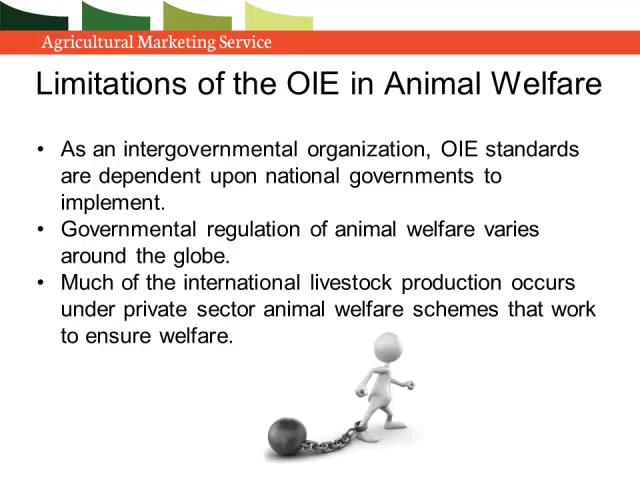 Agricultural Marketing Service
Limitations of the OIE in Animal Welfare
• As an intergovernmental organization, OIE standards
are dependent upon national governments to
implement.
• Governmental regulation of animal welfare varies
around the globe.
• Much of the international livestock production occurs
under private sector animal welfare schemes that work
to ensure welfare.